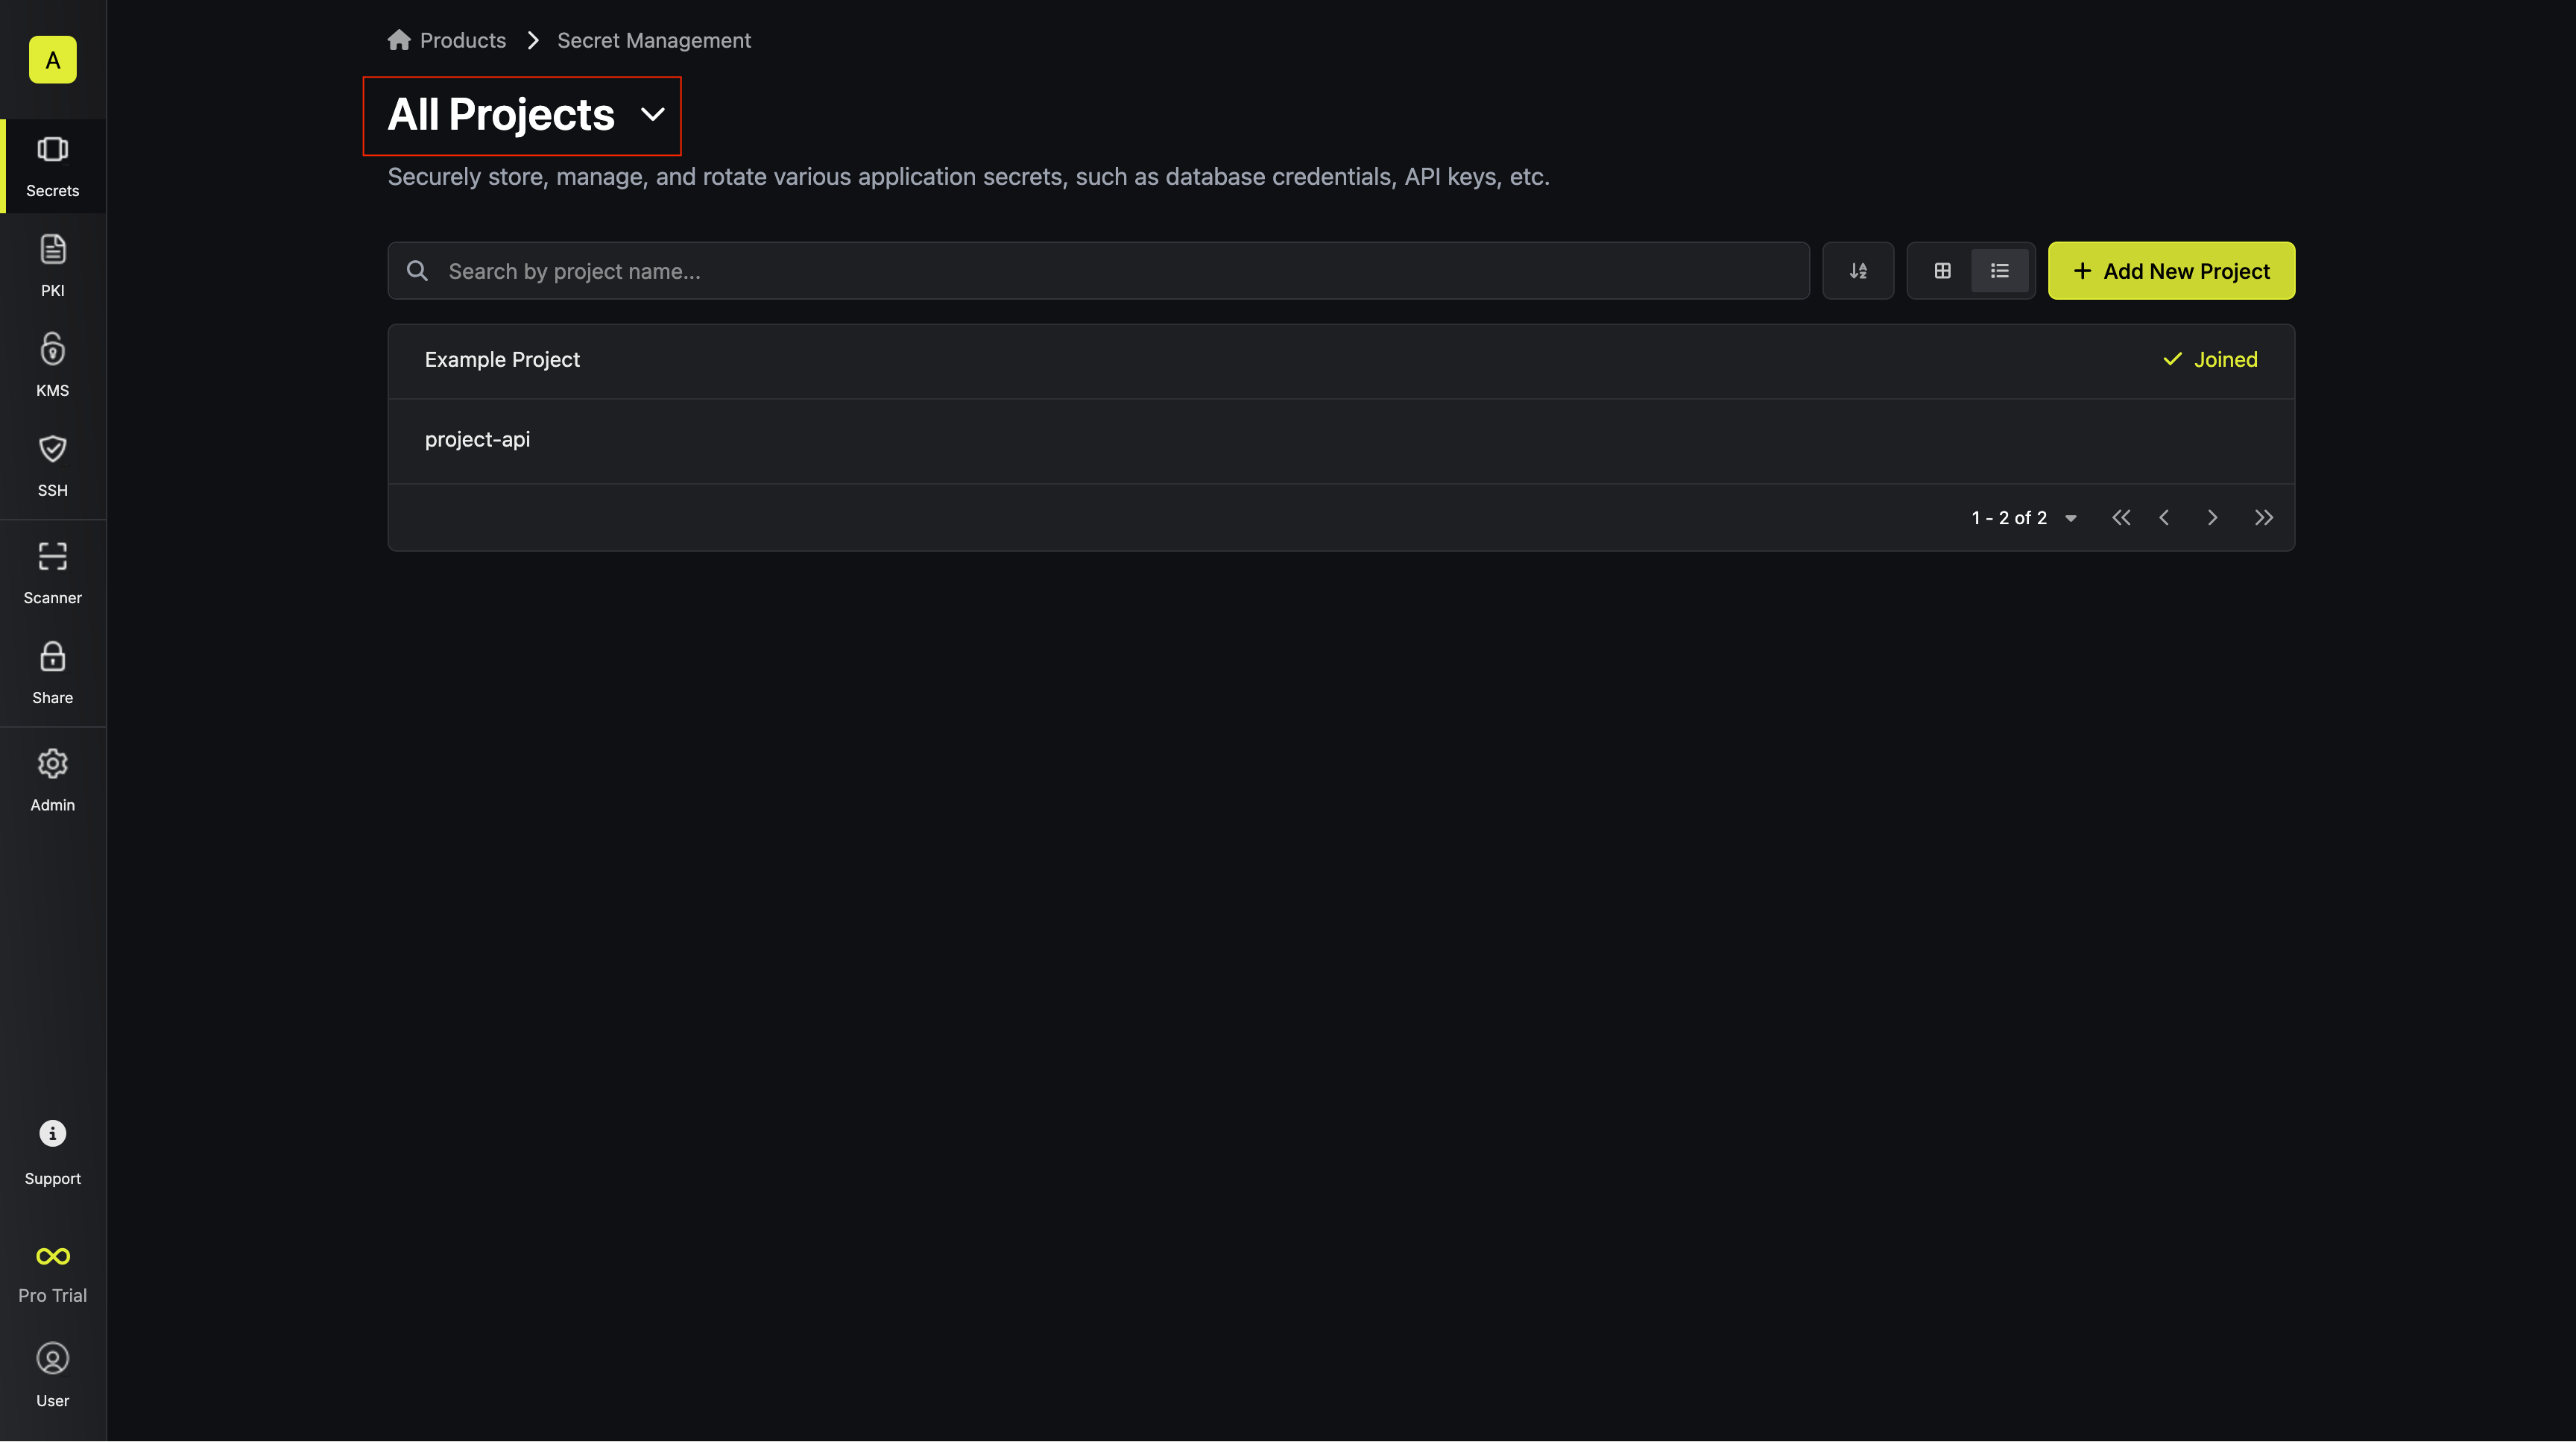 A
Secrets
PKI
KMS
SSH
Scanner
Share
Admin
Support
Pro Trial
User
Products
Secret Management
All Projects
Securely store, manage, and rotate various application secrets, such as database credentials, API keys, etc.
Search by project name...
Add New Project
Example Project
Joined
project-api
1 - 2 of 2